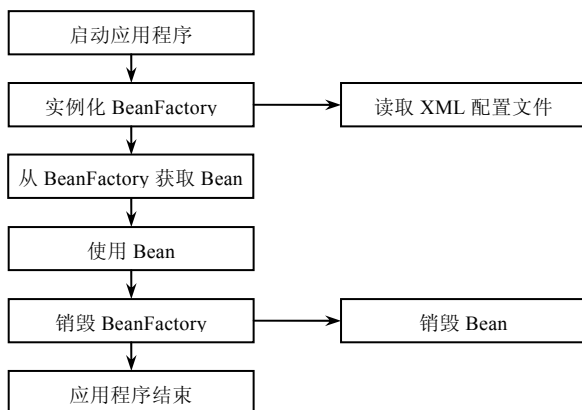 启动应用程序
实例化 BeanFactory
读取 XML 配置文件
从 BeanFactory 获取 Bean
使用 Bean
销毁 BeanFactory
销毁 Bean
应用程序结束